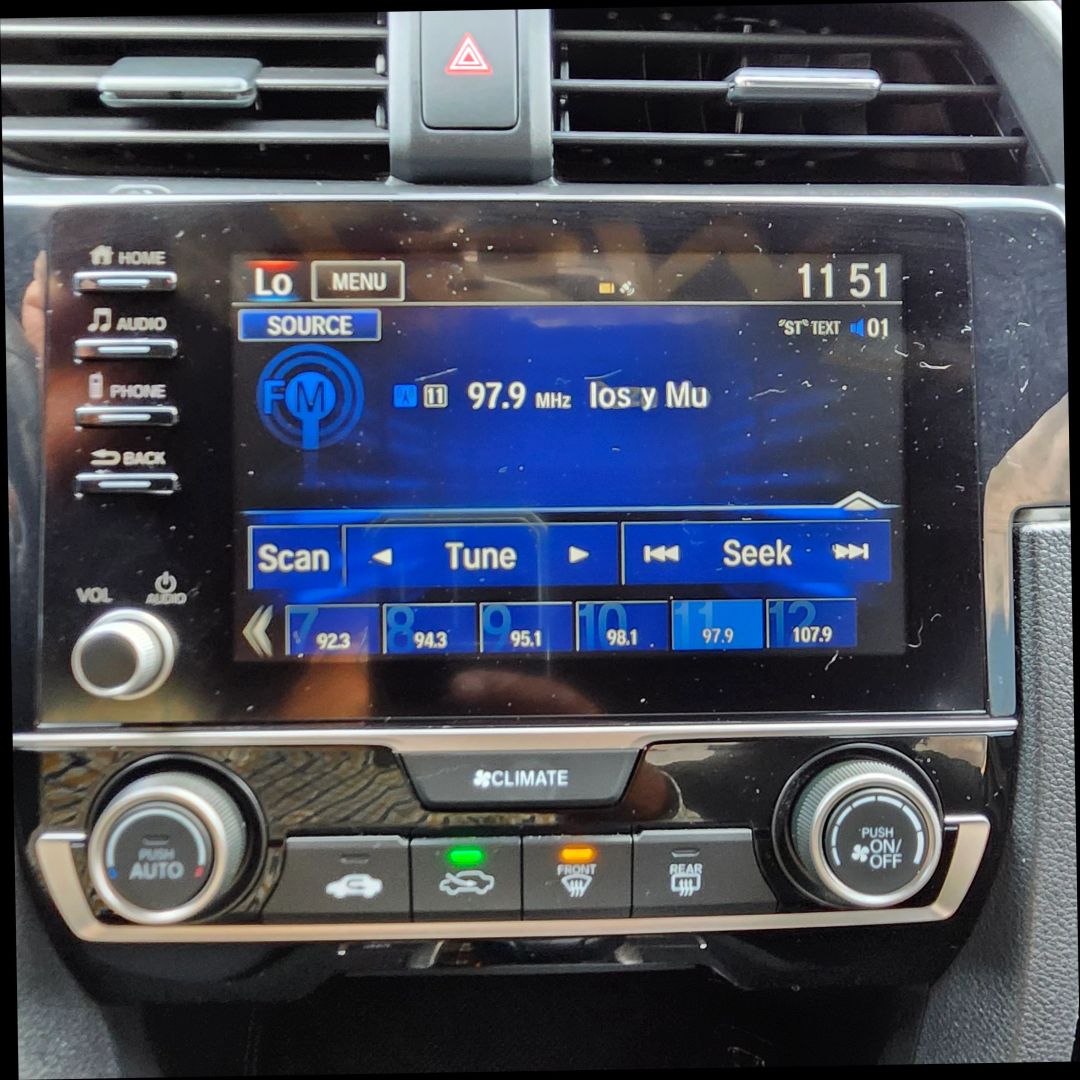 HOME
AUDIO
PHONE
BACK
VOL AUDIO
Lo MENU 11 51
SOURCE "ST" TEXT 01
FM 11 97.9 MHz los y Mu
Scan Tune Seek
7 92.3 8 94.3 9 95.1 10 98.1 11 97.9 12 107.9
CLIMATE
PUSH
AUTO
FRONT
REAR
PUSH
ON/
OFF